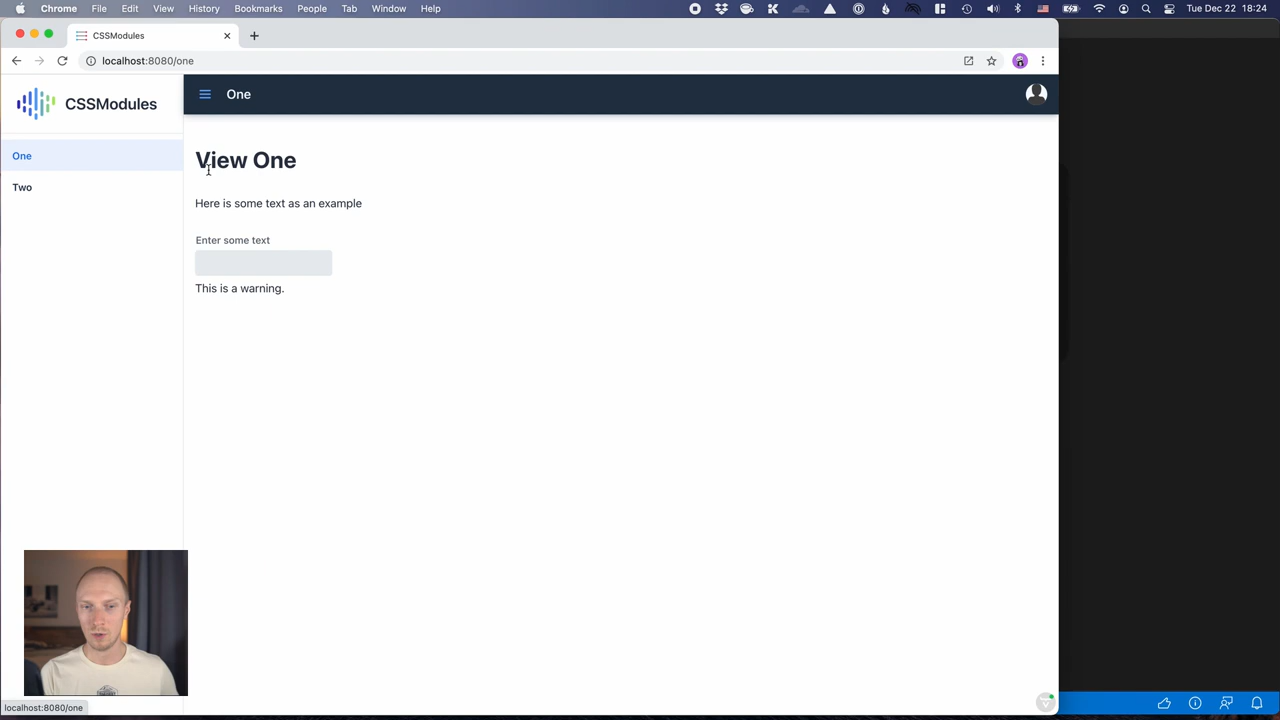 Chrome File Edit View History Bookmarks People Tab Window Help Tue Dec 22 18:24
CSSModules
localhost:8080/one
CSSModules
One
One
Two
View One
Here is some text as an example
Enter some text
This is a warning.
localhost:8080/one